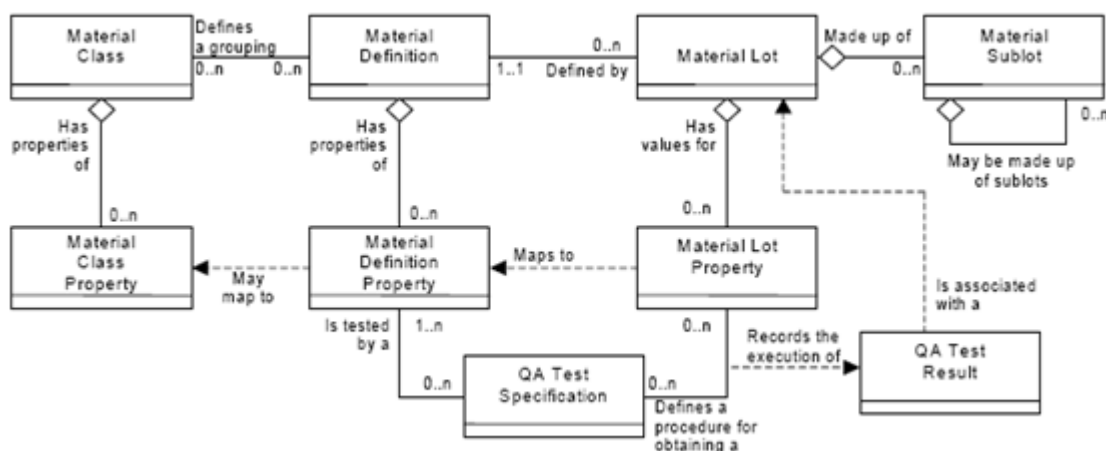 Material
Class
Defines
a grouping
0..n
0..n
Material
Definition
1..1
0..n
Defined by
Material Lot
Made up of
0..n
Material
Sublot
0..n
May be made up
of sublots
Has
properties
of
0..n
Has
properties
of
0..n
Has
values for
0..n
Material
Class
Property
May
map to
Material
Definition
Property
Maps to
Material Lot
Property
Is associated
with a
Is tested
by a
1..n
0..n
QA Test
Specification
0..n
0..n
Defines a
procedure for
obtaining a
Records the
execution of
QA Test
Result